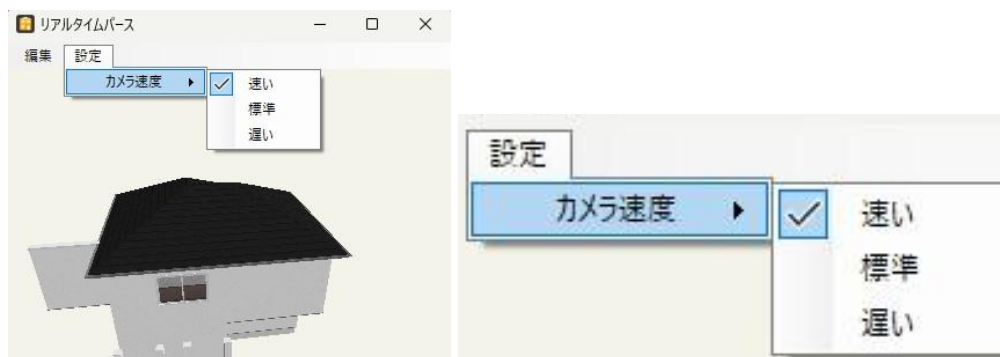 リアルタイムパース
編集 設定
カメラ速度
速い
標準
遅い
設定
カメラ速度
速い
標準
遅い